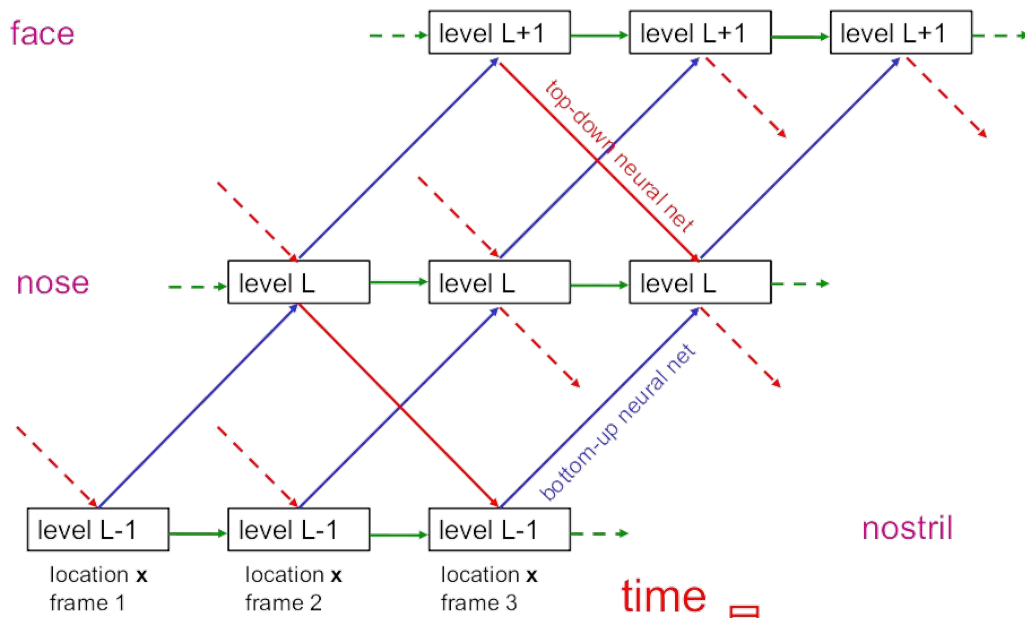 face
level L+1 level L+1 level L+1
top-down neural net
nose
level L level L level L
bottom-up neural net
level L-1 level L-1 level L-1
nostril
location x location x location x
frame 1 frame 2 frame 3
time